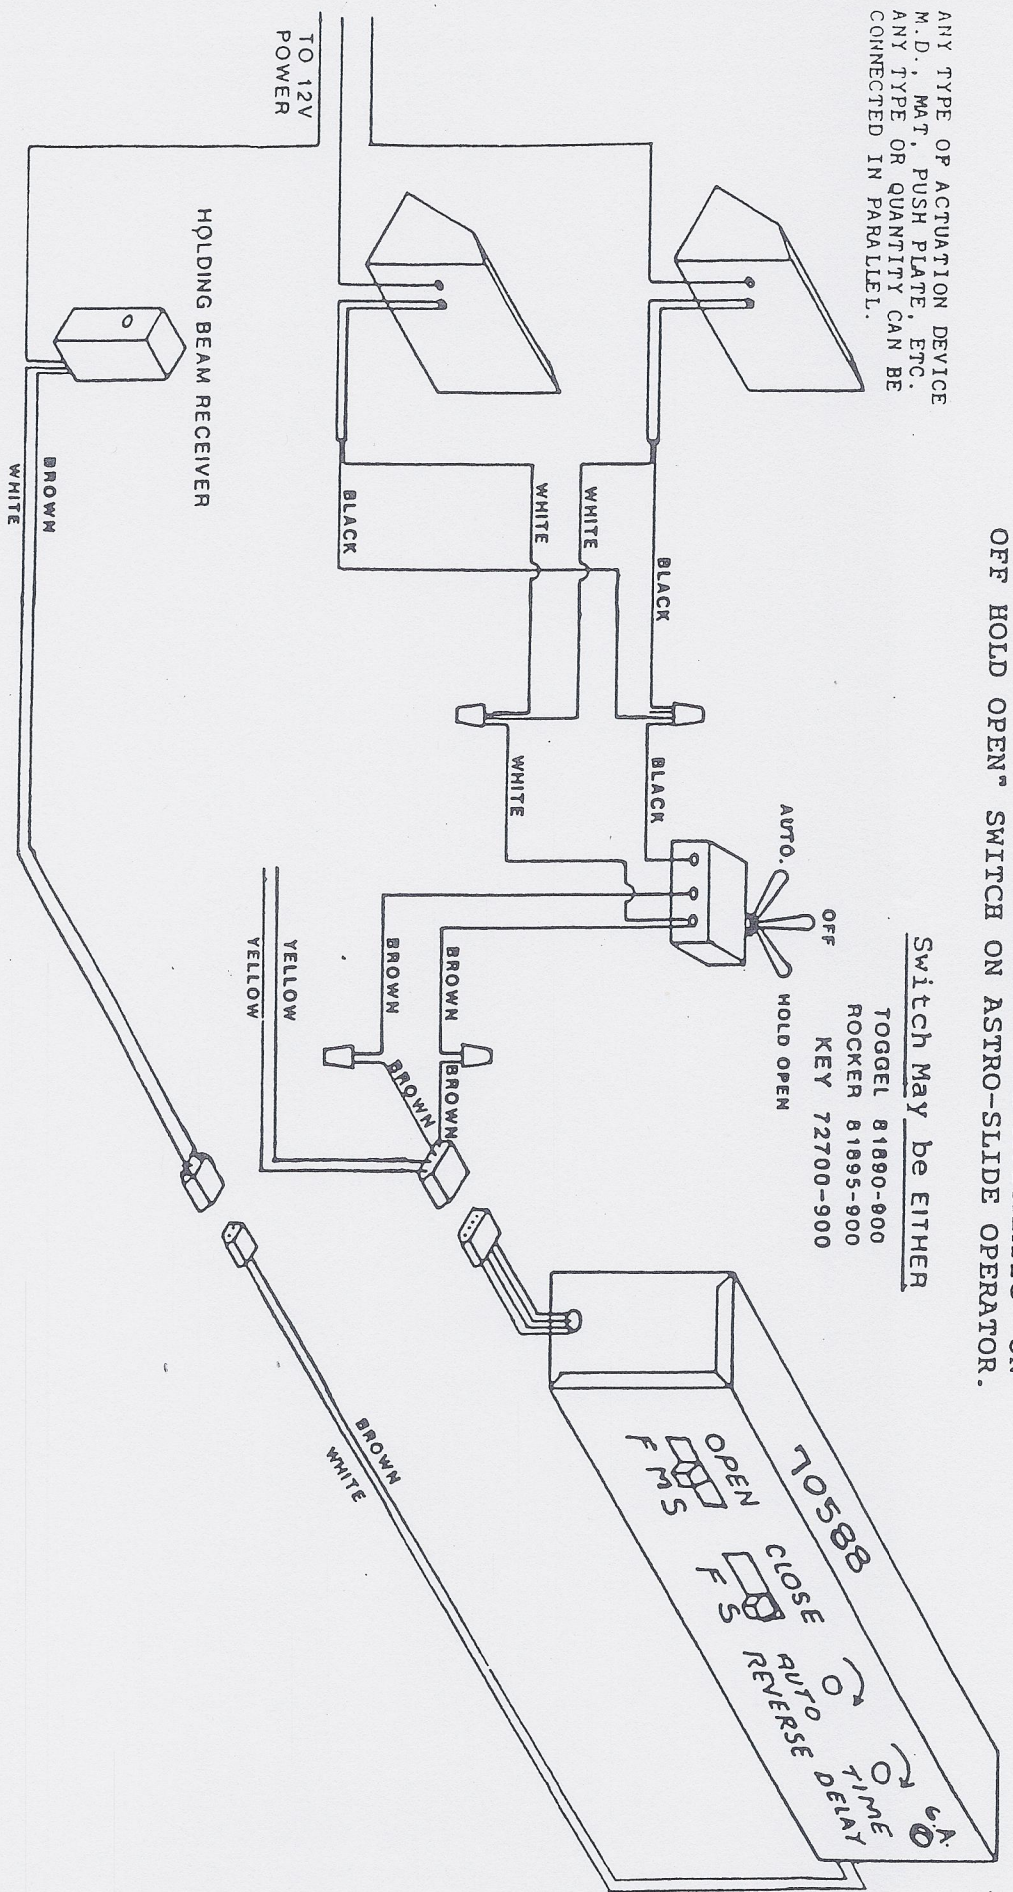 OFF HOLD OPEN" SWITCH ON ASTRO-SLIDE OPERATOR.
ANY TYPE OF ACTUATION DEVICE
M.D., MAT, PUSH PLATE, ETC.
ANY TYPE OR QUANTITY CAN BE
CONNECTED IN PARALLEL.
Switch May be EITHER
TOGGEL 81890-900
ROCKER 81895-900
KEY 72700-900
AUTO.
OFF
HOLD OPEN
BLACK
BLACK
WHITE
WHITE
WHITE
BLACK
TO 12V
POWER
HOLDING BEAM RECEIVER
BROWN
WHITE
BROWN
BROWN
BROWN
BROWN
YELLOW
YELLOW
BROWN
WHITE
70588
OPEN
F M S
CLOSE
F S
AUTO
REVERSE
TIME
DELAY
6.A.